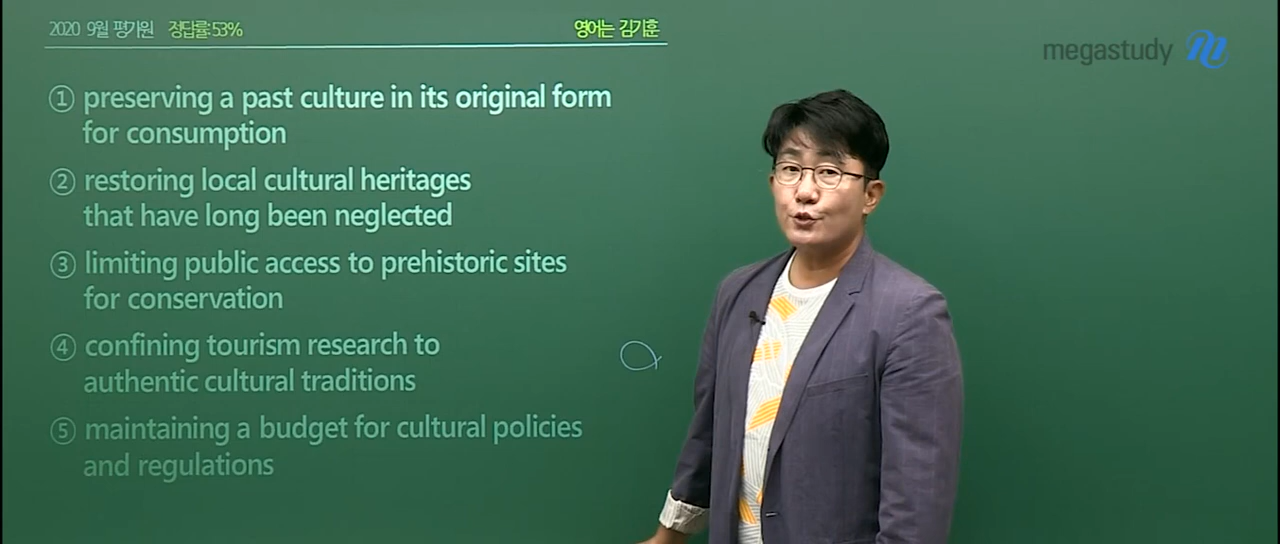 2020 9월 평가원 정답률:53% 영어는 김기훈
megastudy
① preserving a past culture in its original form
for consumption
② restoring local cultural heritages
that have long been neglected
③ limiting public access to prehistoric sites
for conservation
④ confining tourism research to
authentic cultural traditions
⑤ maintaining a budget for cultural policies
and regulations